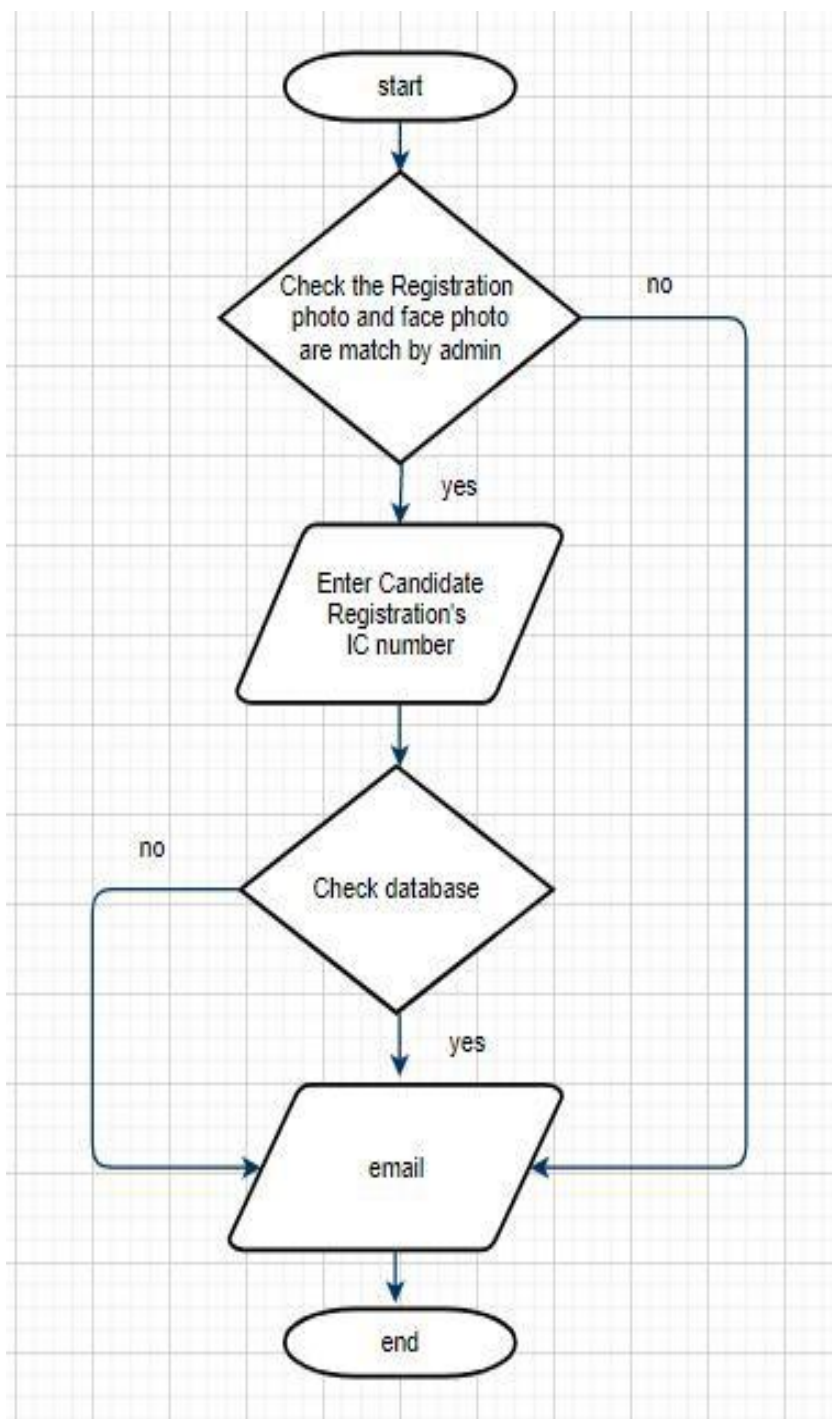 start
Check the Registration
photo and face photo
are match by admin
no
yes
Enter Candidate
Registration's
IC number
no
Check database
yes
email
end